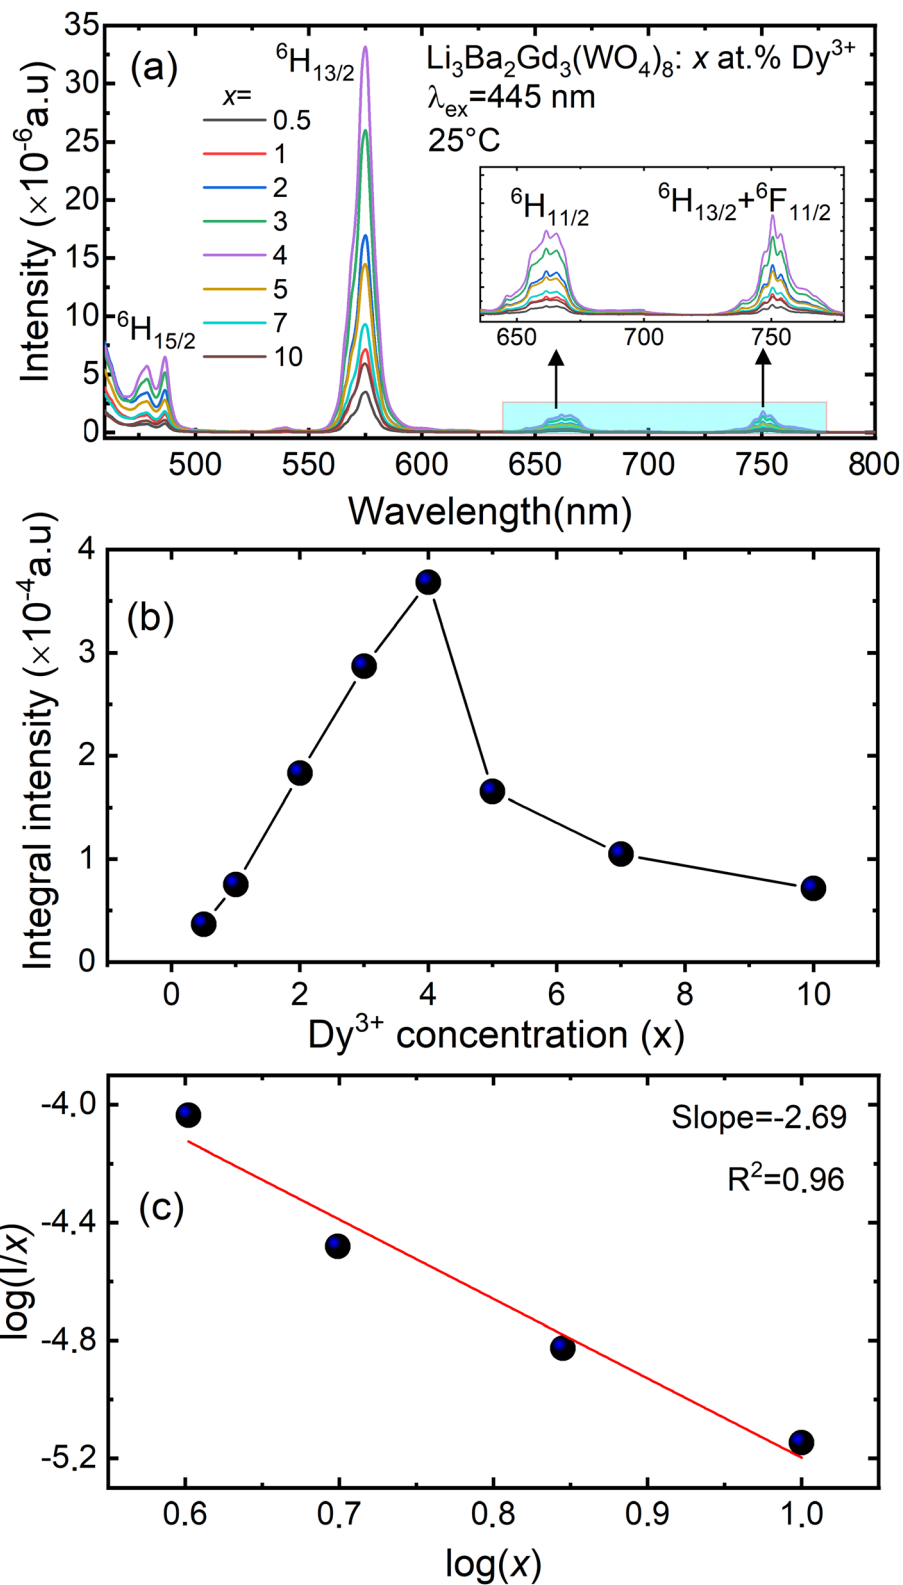 (a)
⁶H₁₃/₂
Li₃Ba₂Gd₃(WO₄)₈: x at.% Dy³⁺
λₑₓ=445 nm
25°C
x=
0.5
1
2
3
4
5
7
10
⁶H₁₅/₂
⁶H₁₁/₂
⁶H₁₃/₂+⁶F₁₁/₂
650 700 750
Intensity (×10⁻⁶a.u)
35
30
25
20
15
10
5
0
500 550 600 650 700 750 800
Wavelength(nm)
(b)
Integral intensity (×10⁻⁴a.u)
4
3
2
1
0
0 2 4 6 8 10
Dy³⁺ concentration (x)
(c)
Slope=-2.69
R²=0.96
log(I/x)
-4.0
-4.4
-4.8
-5.2
0.6 0.7 0.8 0.9 1.0
log(x)